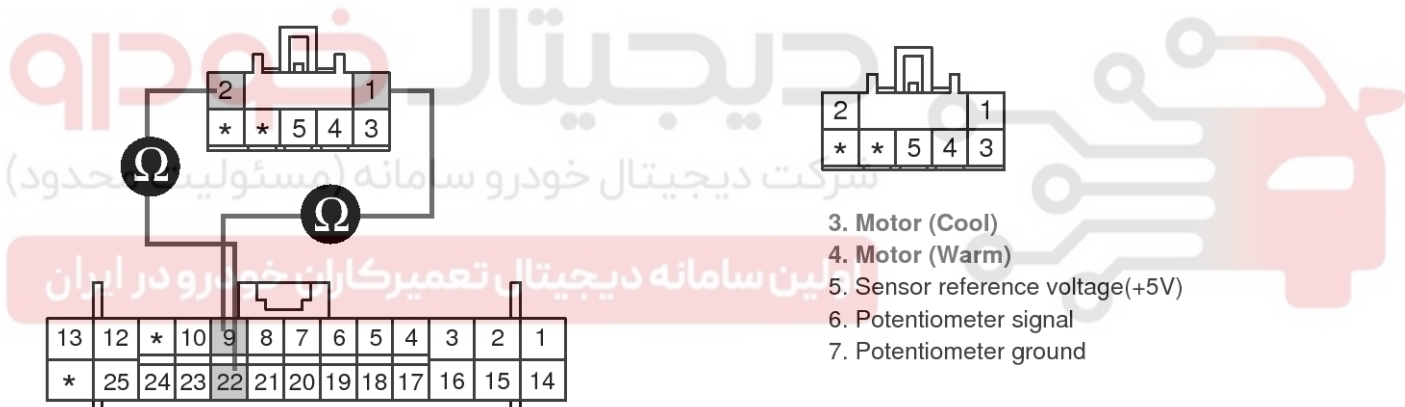 دیجیتال خودرو
شرکت دیجیتال خودرو سامانه (مسئولیت محدود)
اولین سامانه دیجیتال تعمیرکاران خودرو در ایران
2 1
* * 5 4 3
Ω
Ω
13 12 * 10 9 8 7 6 5 4 3 2 1
* 25 24 23 22 21 20 19 18 17 16 15 14
2 1
* * 5 4 3
3. Motor (Cool)
4. Motor (Warm)
5. Sensor reference voltage(+5V)
6. Potentiometer signal
7. Potentiometer ground